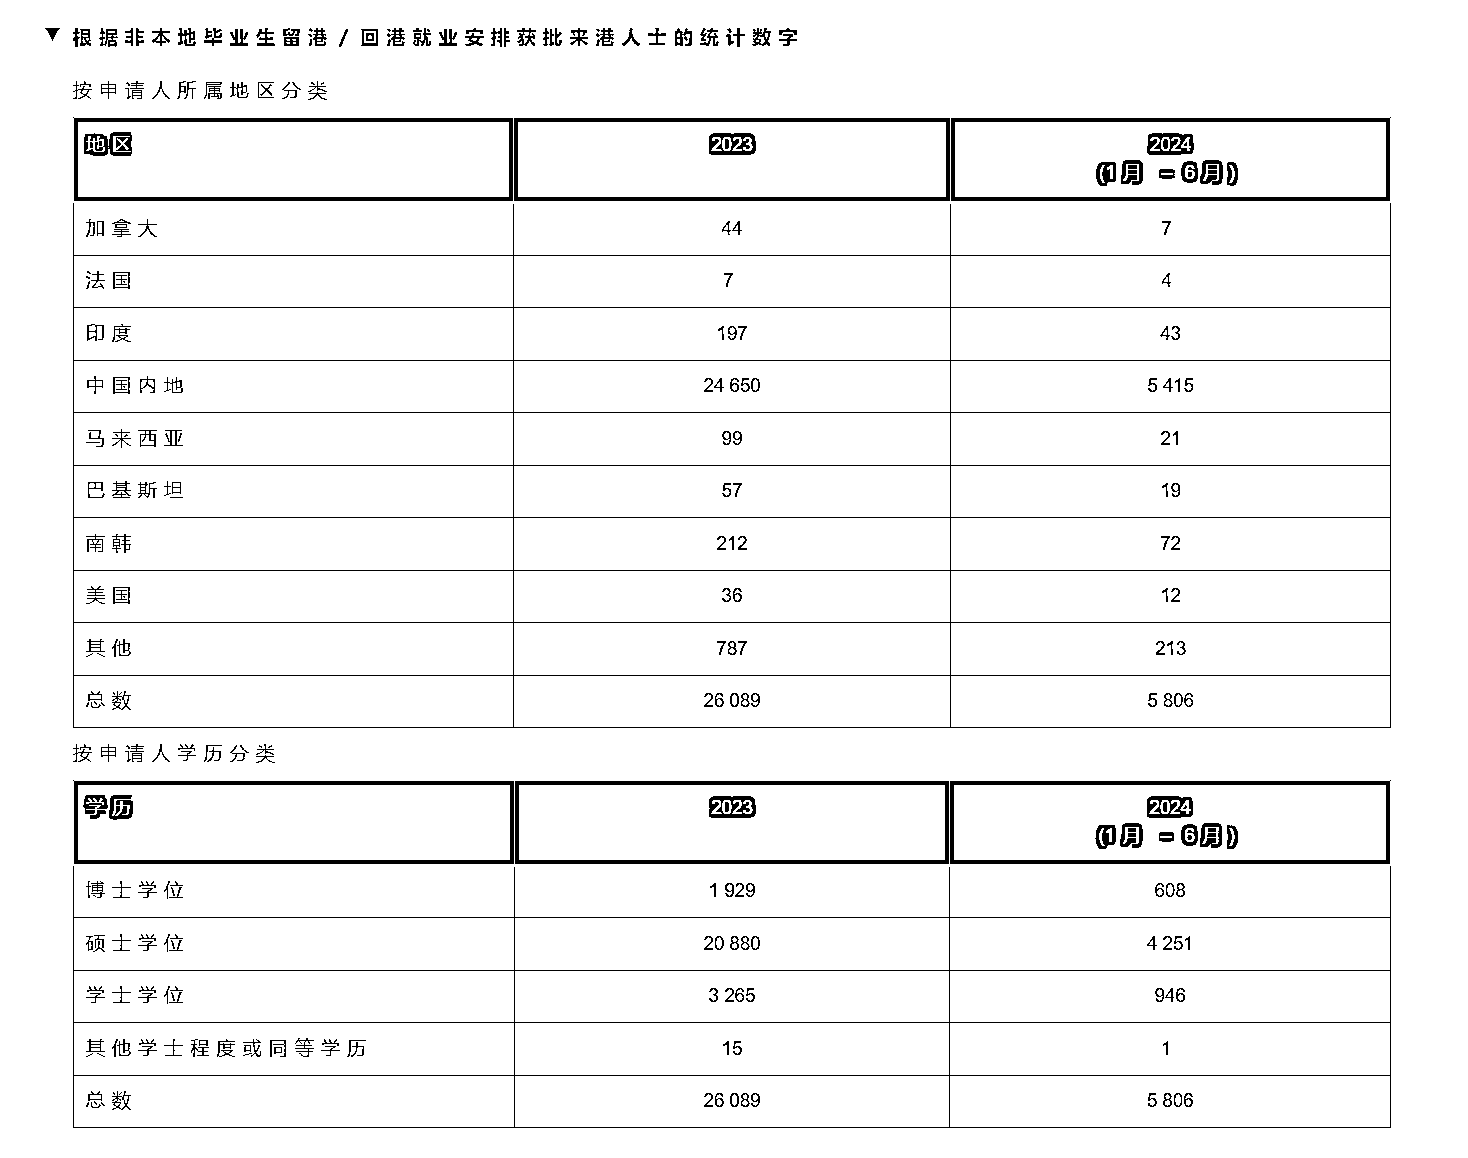 ▼ 根据非本地毕业生留港 / 回港就业安排获批来港人士的统计数字
按申请人所属地区分类
地区 2023 2024
(1月 – 6月)
加拿大 44 7
法国 7 4
印度 197 43
中国内地 24 650 5 415
马来西亚 99 21
巴基斯坦 57 19
南韩 212 72
美国 36 12
其他 787 213
总数 26 089 5 806
按申请人学历分类
学历 2023 2024
(1月 – 6月)
博士学位 1 929 608
硕士学位 20 880 4 251
学士学位 3 265 946
其他学士程度或同等学历 15 1
总数 26 089 5 806